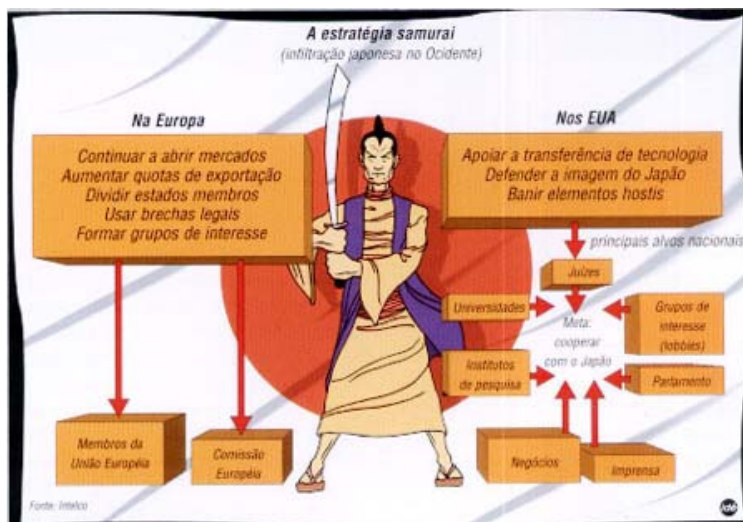 A estratégia samurai
(infiltração japonesa no Ocidente)
Na Europa
Continuar a abrir mercados
Aumentar quotas de exportação
Dividir estados membros
Usar brechas legais
Formar grupos de interesse
Membros da
União Européia
Comissão
Européia
Nos EUA
Apoiar a transferência de tecnologia
Defender a imagem do Japão
Banir elementos hostis
principais alvos nacionais
Juízes
Universidades
Meta:
cooperar
com o Japão
Grupos de
interesse
(lobbies)
Institutos
de pesquisa
Parlamento
Negócios
Imprensa
Fonte: Intelco
idé